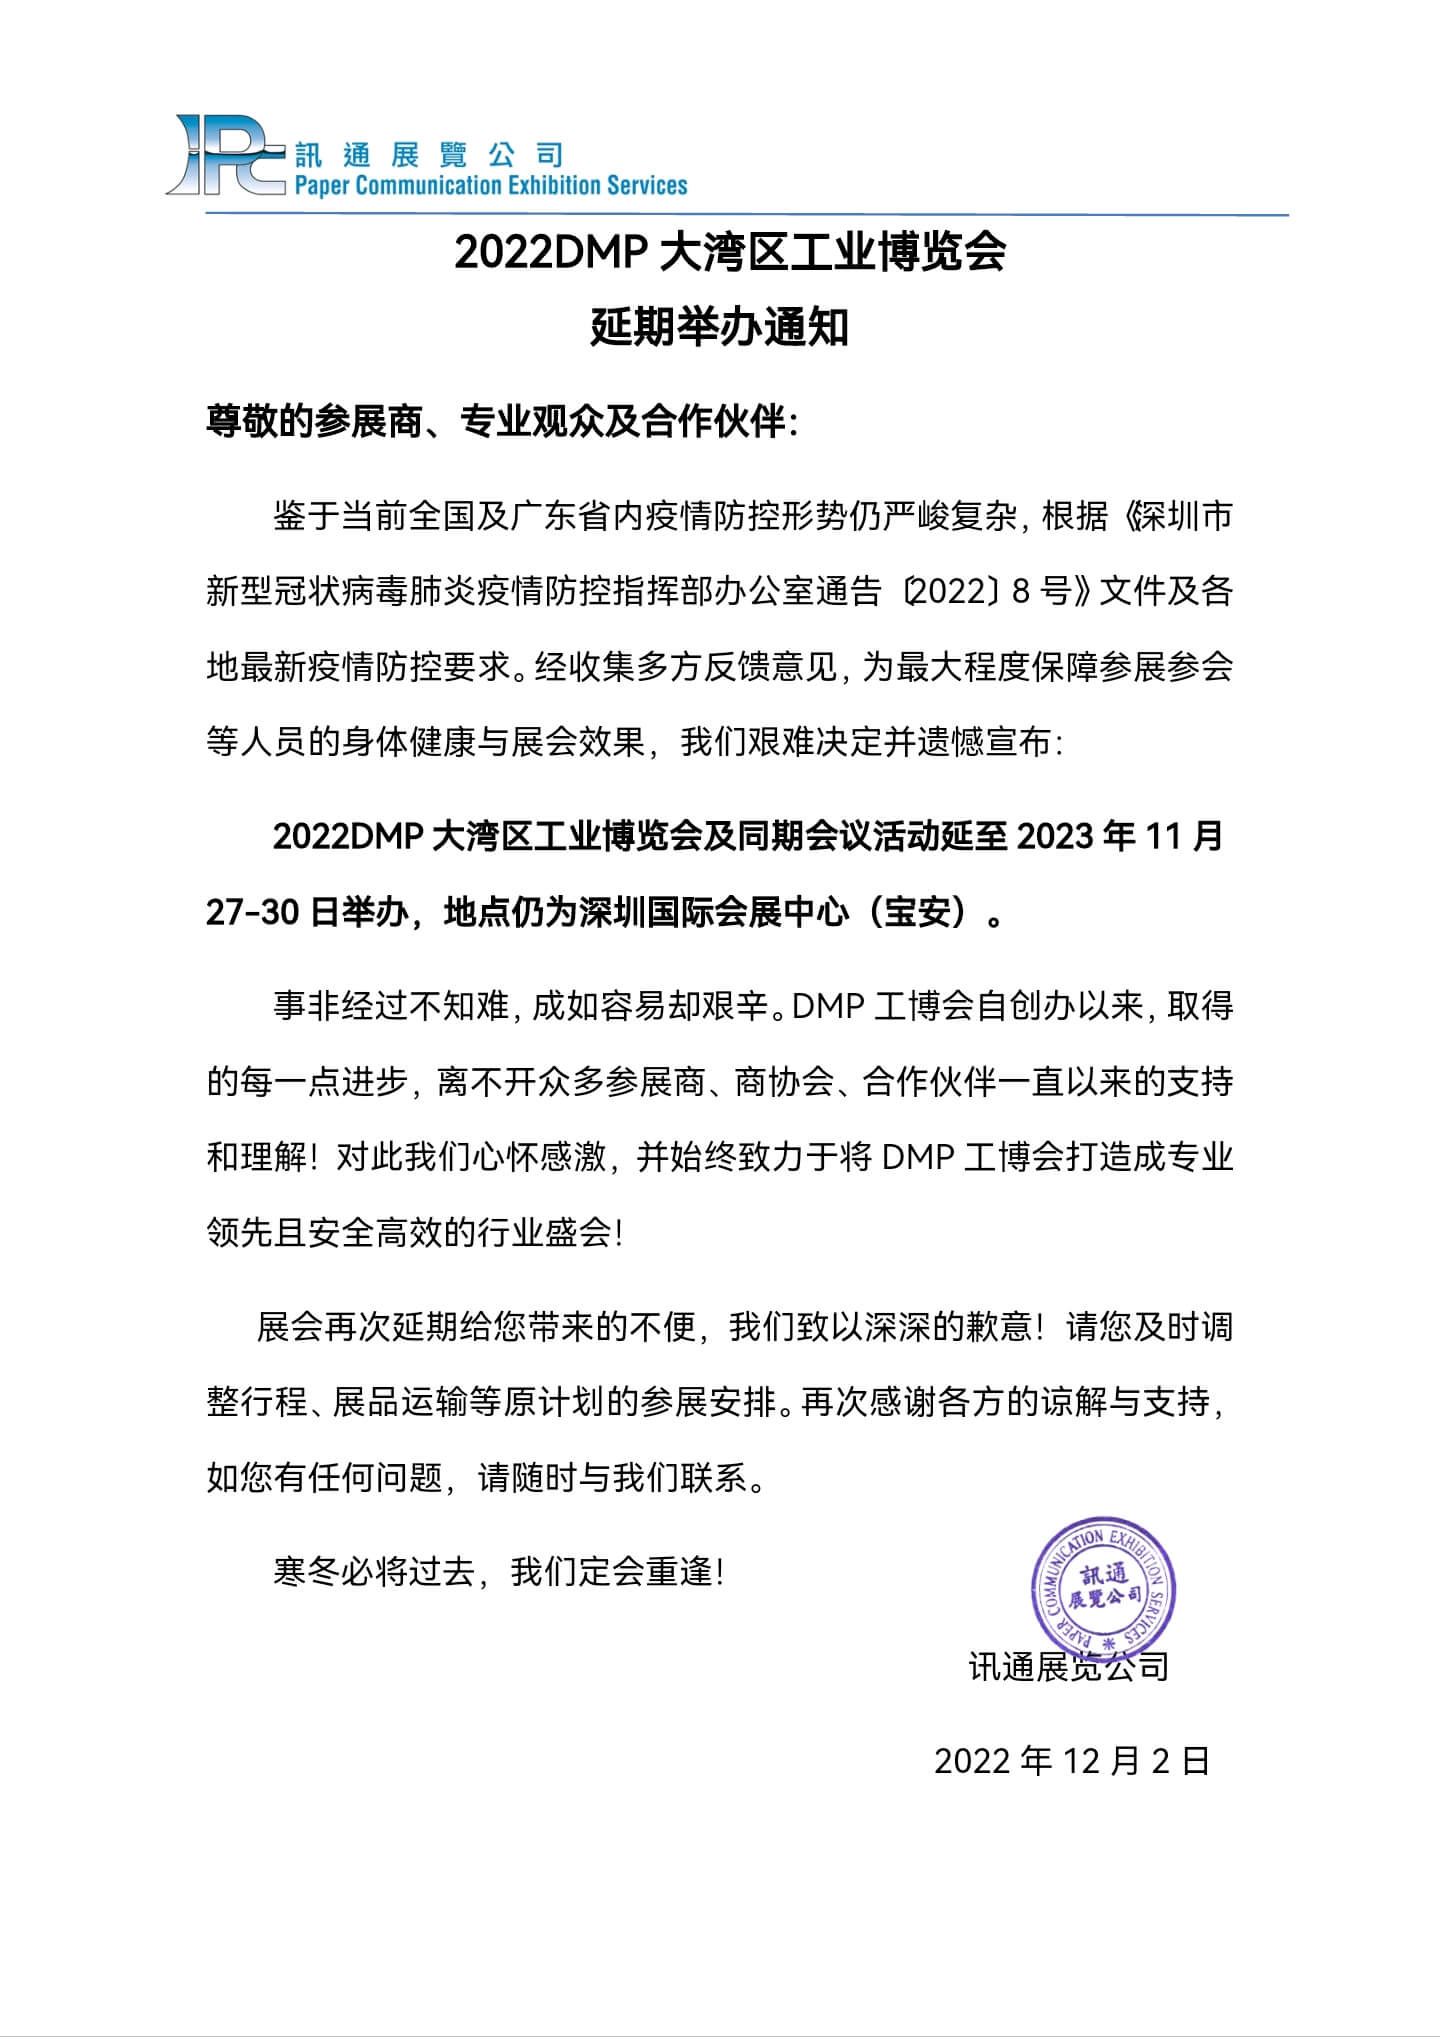 訊通展覽公司
Paper Communication Exhibition Services
2022DMP 大湾区工业博览会
延期举办通知
尊敬的参展商、专业观众及合作伙伴：
鉴于当前全国及广东省内疫情防控形势仍严峻复杂，根据《深圳市
新型冠状病毒肺炎疫情防控指挥部办公室通告〔2022〕8 号》文件及各
地最新疫情防控要求。经收集多方反馈意见，为最大程度保障参展参会
等人员的身体健康与展会效果，我们艰难决定并遗憾宣布：
2022DMP 大湾区工业博览会及同期会议活动延至 2023 年 11 月
27-30 日举办，地点仍为深圳国际会展中心（宝安）。
事非经过不知难，成如容易却艰辛。DMP 工博会自创办以来，取得
的每一点进步，离不开众多参展商、商协会、合作伙伴一直以来的支持
和理解！对此我们心怀感激，并始终致力于将 DMP 工博会打造成专业
领先且安全高效的行业盛会！
展会再次延期给您带来的不便，我们致以深深的歉意！请您及时调
整行程、展品运输等原计划的参展安排。再次感谢各方的谅解与支持，
如您有任何问题，请随时与我们联系。
寒冬必将过去，我们定会重逢！
PAPER COMMUNICATION EXHIBITION SERVICES
訊通
展覽公司
讯通展览公司
2022 年 12 月 2 日